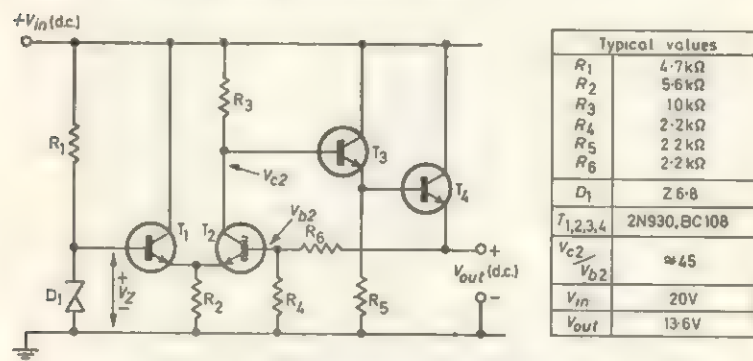 +Vin (d.c.)
R1
R3
T3
T4
Vc2
Vb2
T1
T2
R6
+
D1
+
Vz
−
R2
R4
R5
Vout (d.c.)
−
Typical values
R1 4·7kΩ
R2 5·6kΩ
R3 10kΩ
R4 2·2kΩ
R5 2·2kΩ
R6 2·2kΩ
D1 Z6·8
T1,2,3,4 2N930, BC108
Vc2/Vb2 ≈45
Vin 20V
Vout 13·6V